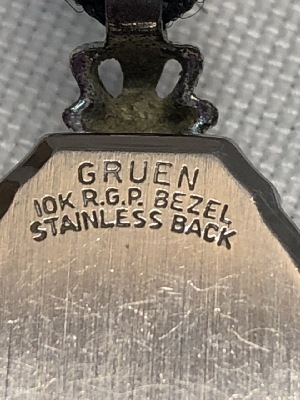 GRUEN
10K R.G.P. BEZEL
STAINLESS BACK